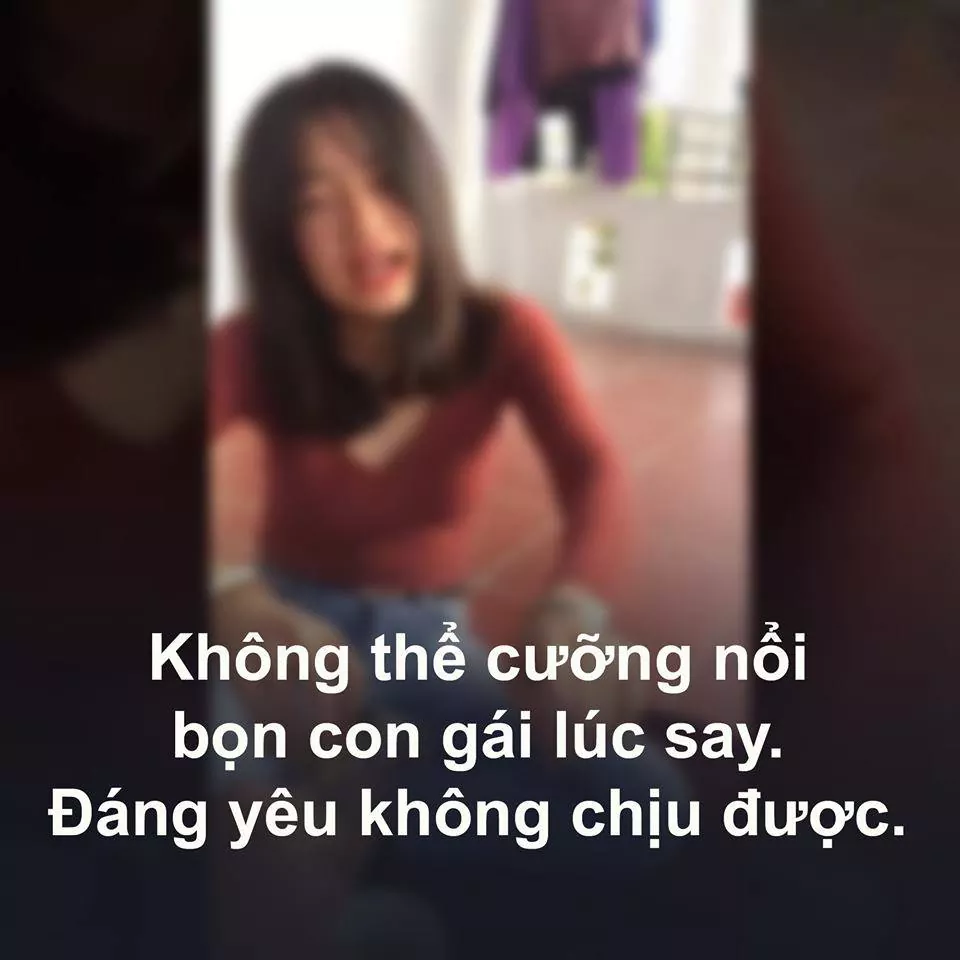 Không thể cưỡng nổi
bọn con gái lúc say.
Đáng yêu không chịu được.